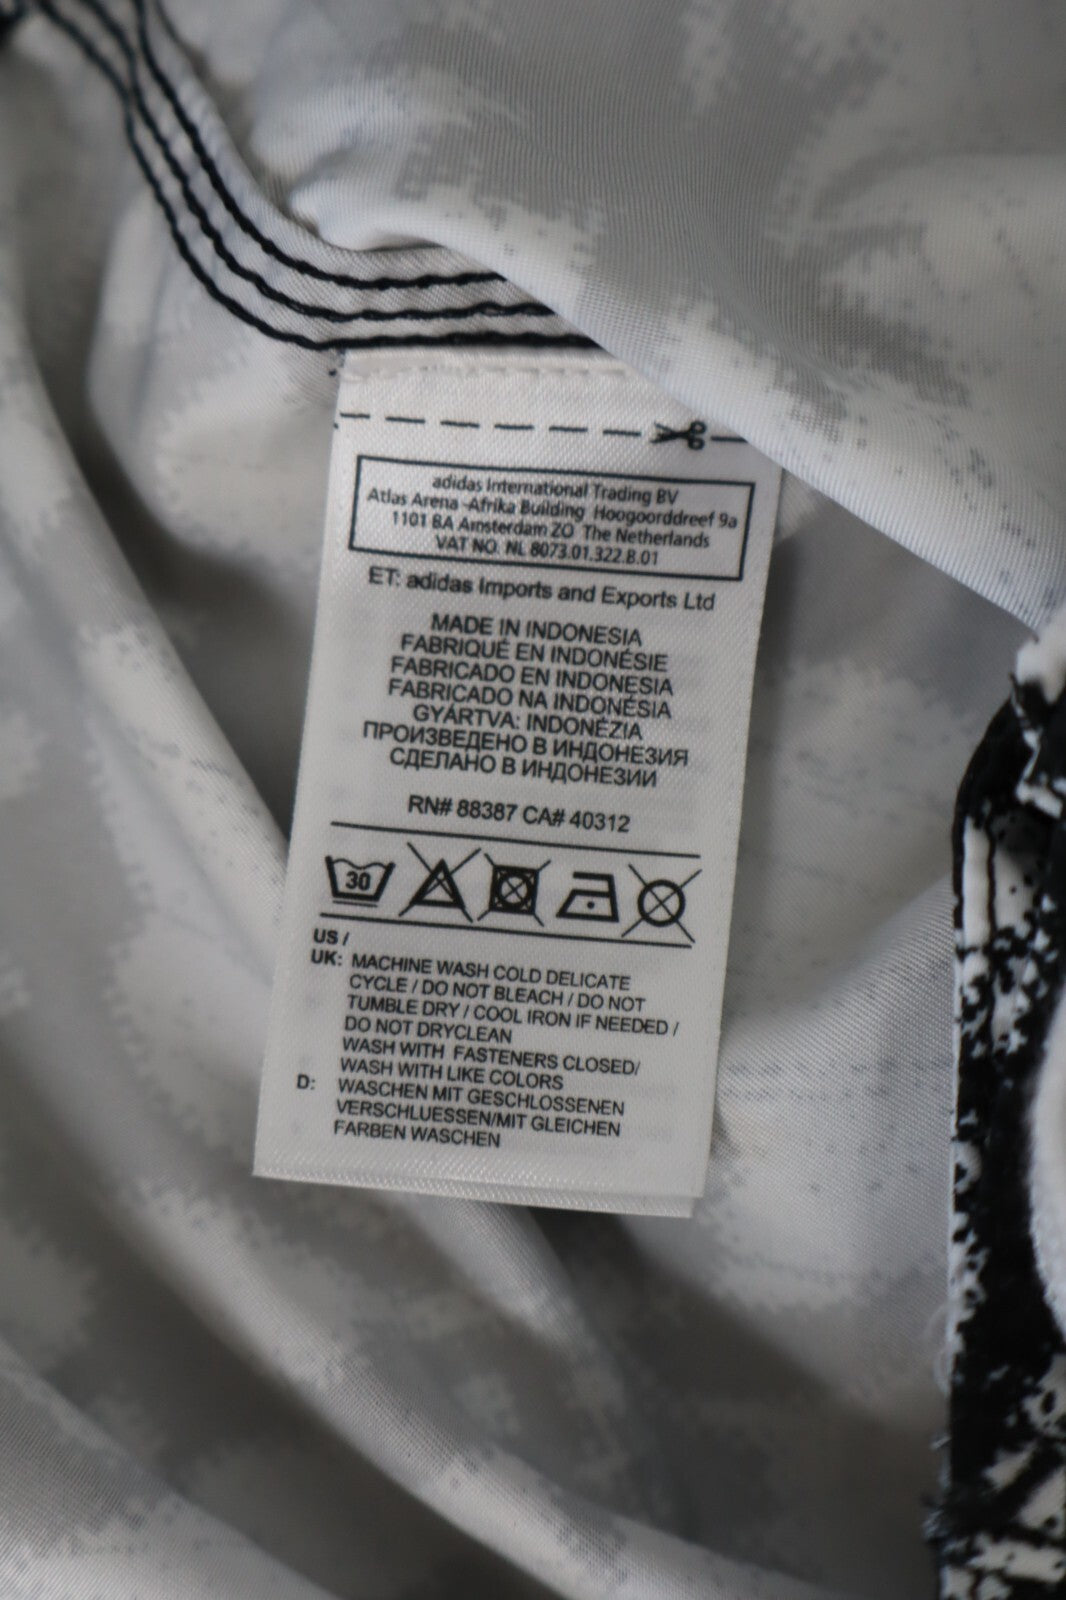 adidas International Trading BV
Atlas Arena -Afrika Building Hoogoorddreef 9a
1101 BA Amsterdam ZO The Netherlands
VAT NO. NL 8073.01.322.B.01
ET: adidas Imports and Exports Ltd
MADE IN INDONESIA
FABRIQUÉ EN INDONÉSIE
FABRICADO EN INDONESIA
FABRICADO NA INDONÉSIA
GYÁRTVA: INDONÉZIA
ПРОИЗВЕДЕНО В ИНДОНЕЗИЯ
СДЕЛАНО В ИНДОНЕЗИИ
RN# 88387 CA# 40312
30
US /
UK: MACHINE WASH COLD DELICATE
CYCLE / DO NOT BLEACH / DO NOT
TUMBLE DRY / COOL IRON IF NEEDED /
DO NOT DRYCLEAN
WASH WITH FASTENERS CLOSED/
WASH WITH LIKE COLORS
D: WASCHEN MIT GESCHLOSSENEN
VERSCHLUESSEN/MIT GLEICHEN
FARBEN WASCHEN